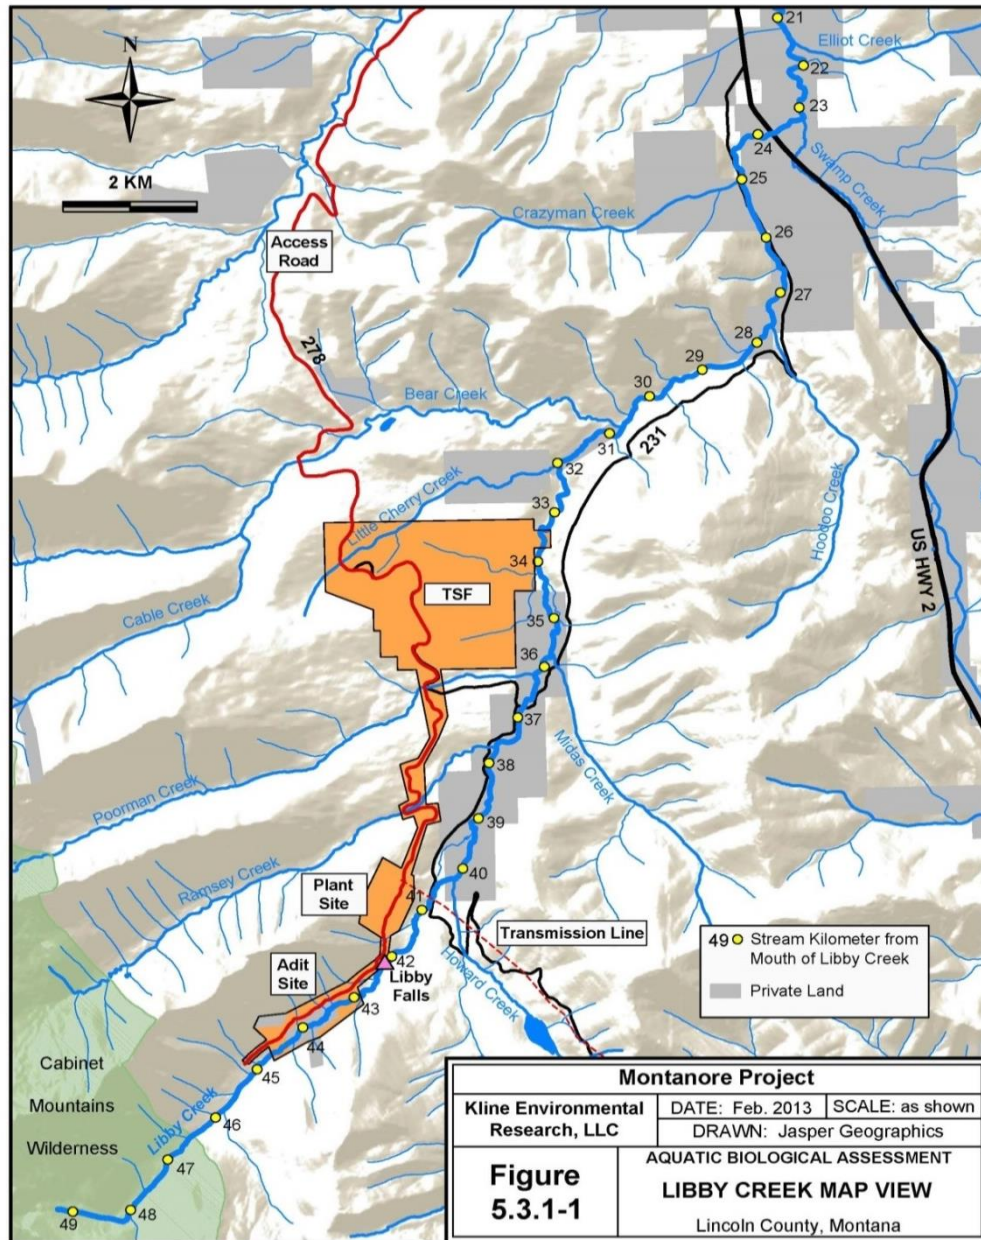 N
2 KM
21
Elliot Creek
22
23
24
Swamp Creek
25
Crazyman Creek
26
Access
Road
27
278
28
29
30
Bear Creek
31
231
32
Little Cherry Creek
33
Hoodoo Creek
34
US HWY 2
TSF
Cable Creek
35
36
37
Midas Creek
38
Poorman Creek
39
Ramsey Creek
40
Plant
Site
41
Transmission Line
42
Libby
Falls
Howard Creek
Adit
Site
43
44
45
46
Libby Creek
47
48
49
Cabinet
Mountains
Wilderness
49 Stream Kilometer from
Mouth of Libby Creek
Private Land
Montanore Project
Kline Environmental
Research, LLC
DATE: Feb. 2013
SCALE: as shown
DRAWN: Jasper Geographics
Figure
5.3.1-1
AQUATIC BIOLOGICAL ASSESSMENT
LIBBY CREEK MAP VIEW
Lincoln County, Montana